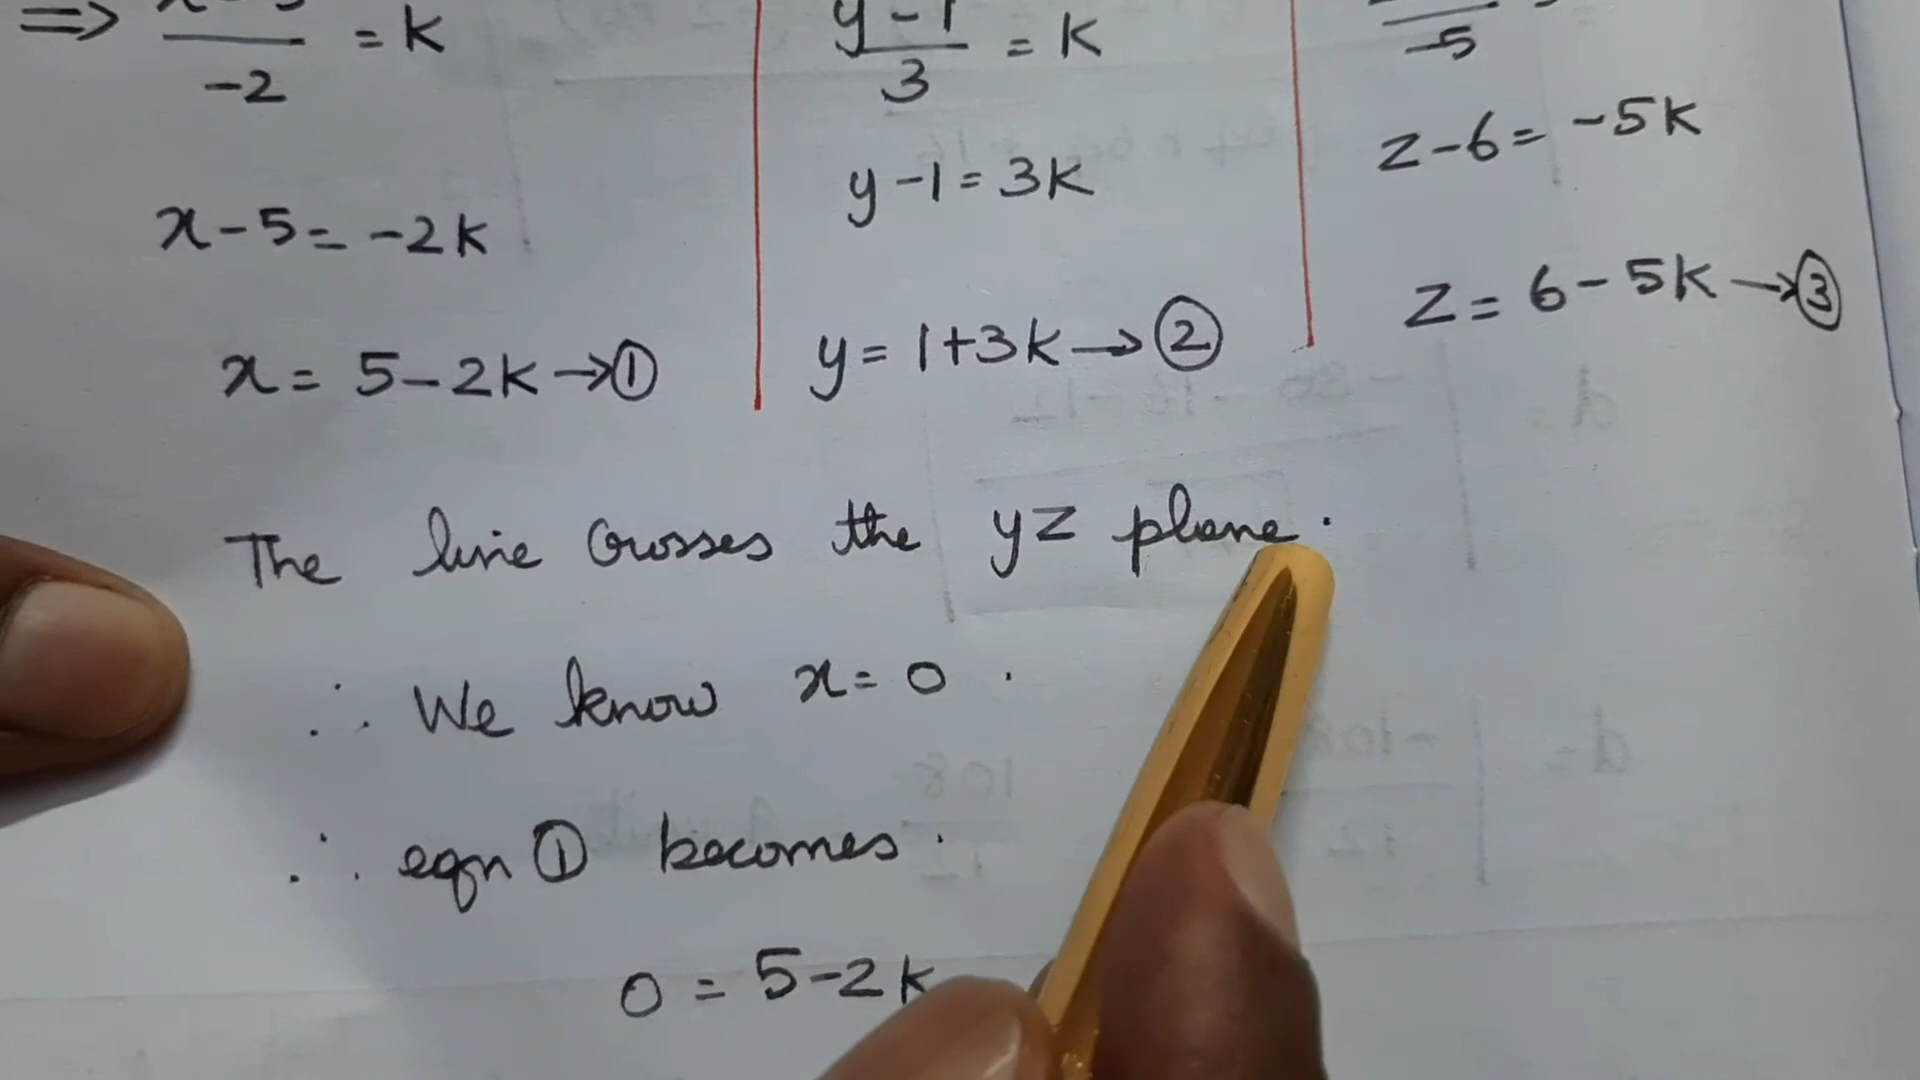 ⇒ x-5/-2 = k
y-1/3 = k
-5
x-5 = -2k
y-1 = 3k
z-6 = -5k
x = 5-2k → ①
y = 1+3k → ②
z = 6-5k → ③
The line crosses the yz plane.
∴ We know x = 0.
∴ eqn ① becomes.
0 = 5-2k